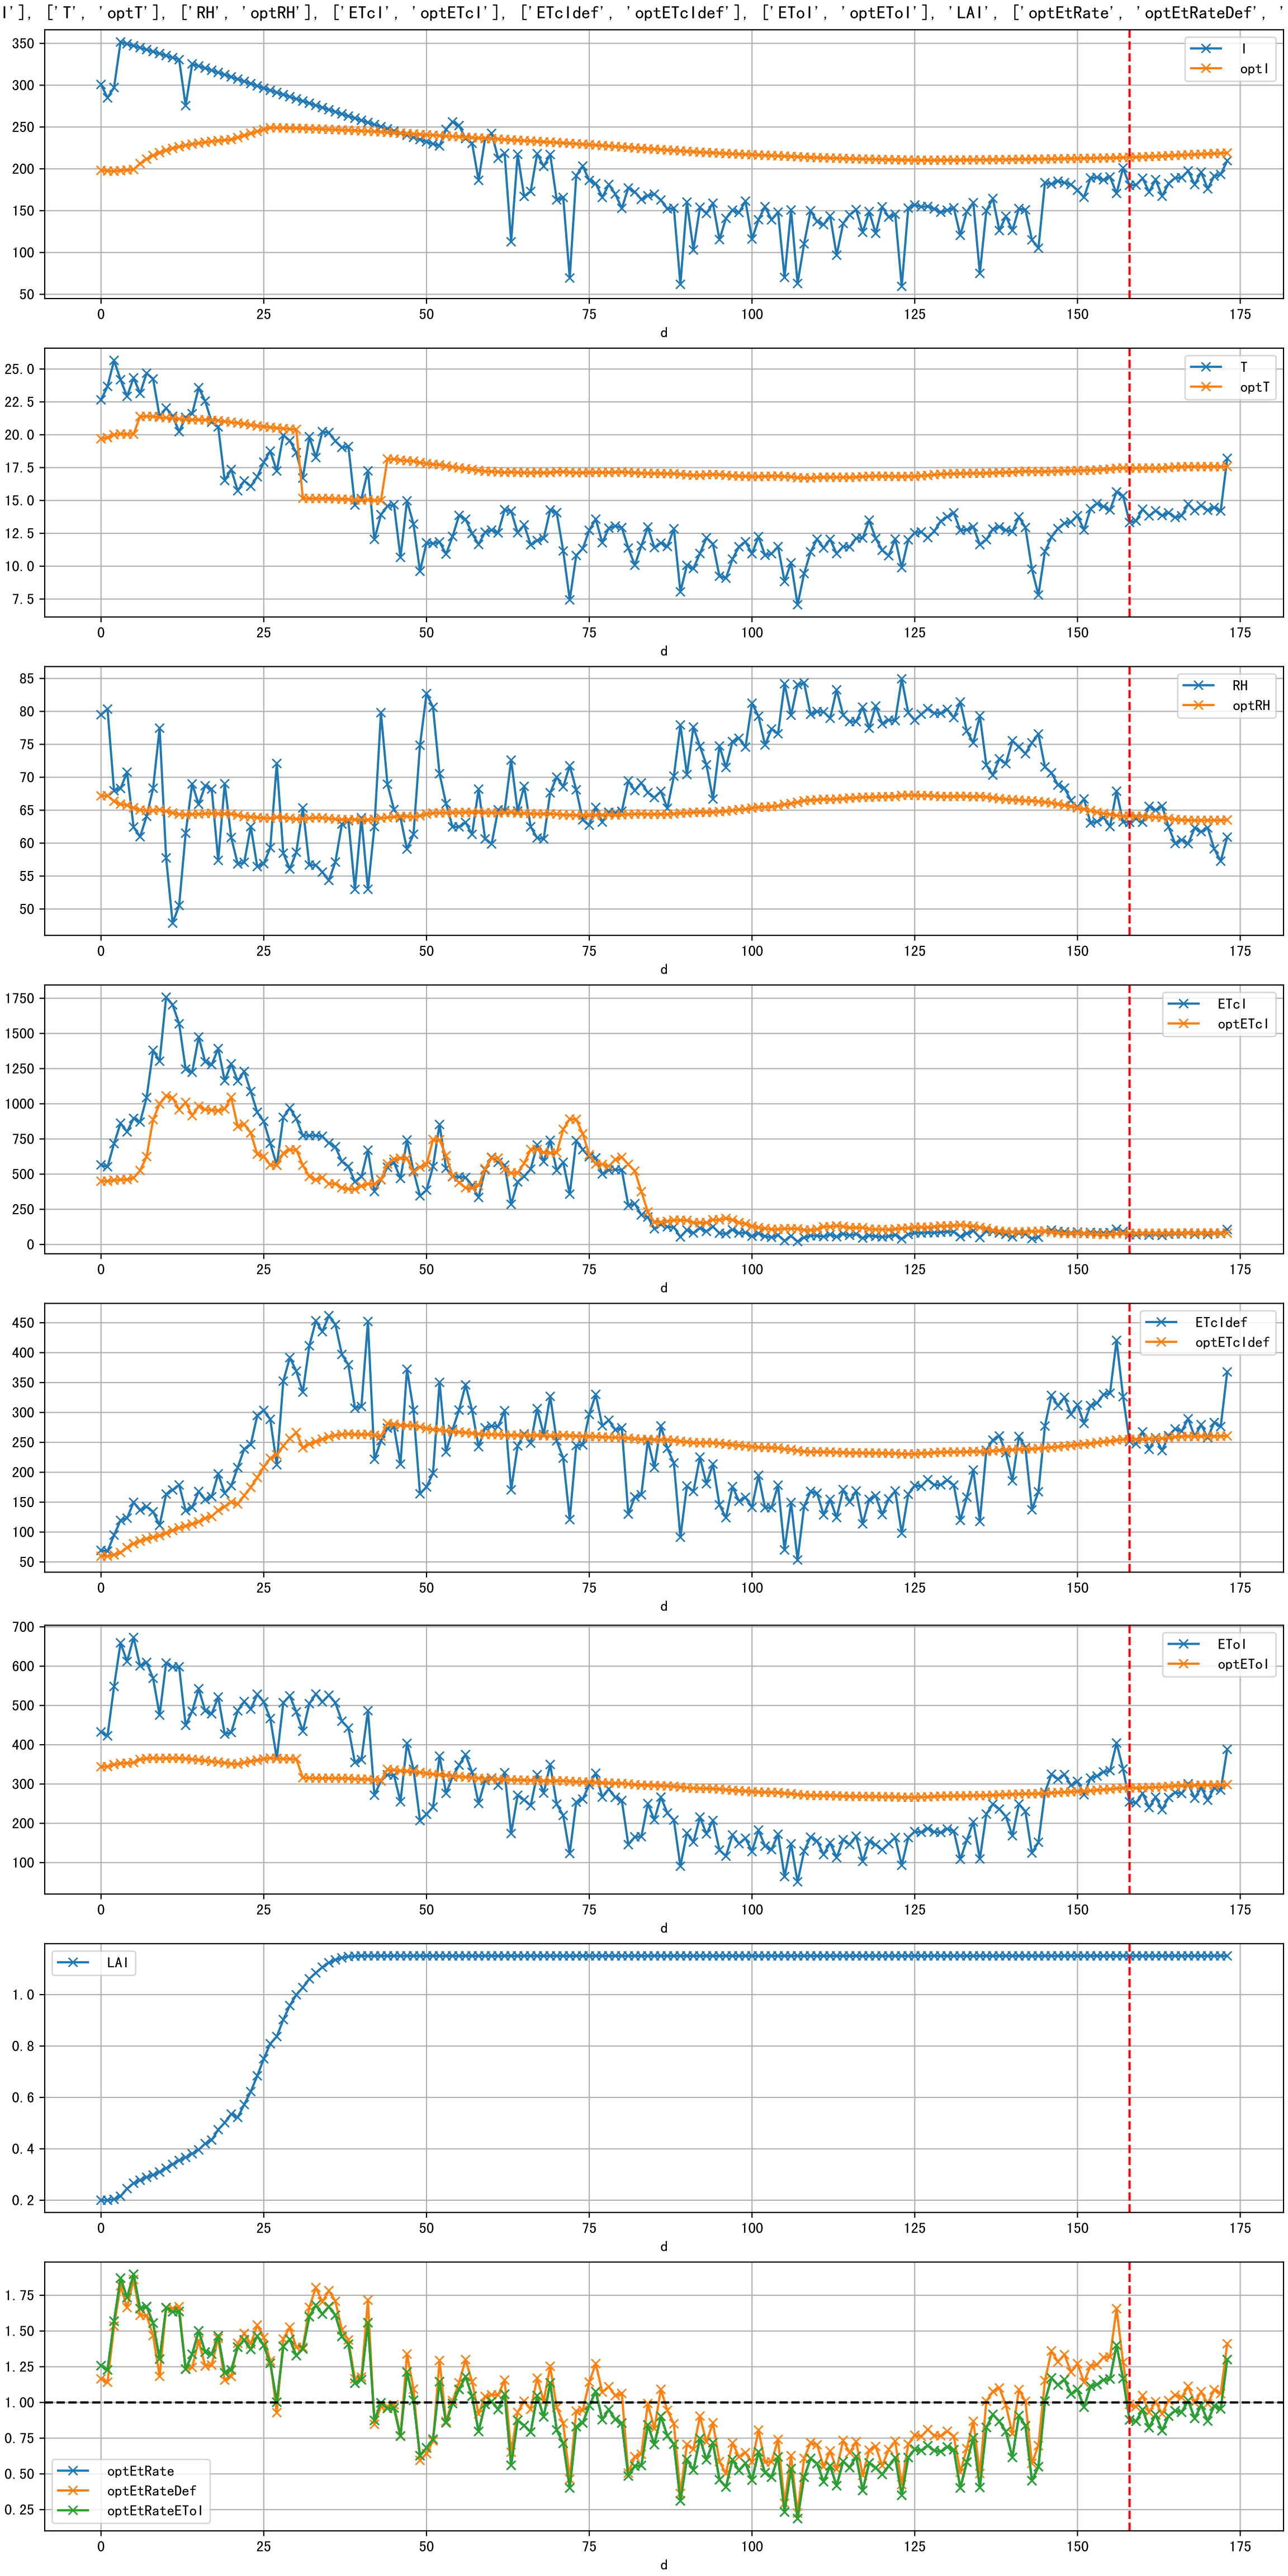 I'], ['T', 'optT'], ['RH', 'optRH'], ['ETcI', 'optETcI'], ['ETcIdef', 'optETcIdef'], ['EToI', 'optEToI'], 'LAI', ['optEtRate', 'optEtRateDef', '
350
300
250
200
150
100
50
I
optI
0 25 50 75 100 125 150 175
d
25.0
22.5
20.0
17.5
15.0
12.5
10.0
7.5
T
optT
0 25 50 75 100 125 150 175
d
85
80
75
70
65
60
55
50
RH
optRH
0 25 50 75 100 125 150 175
d
1750
1500
1250
1000
750
500
250
0
ETcI
optETcI
0 25 50 75 100 125 150 175
d
450
400
350
300
250
200
150
100
50
ETcIdef
optETcIdef
0 25 50 75 100 125 150 175
d
700
600
500
400
300
200
100
EToI
optEToI
0 25 50 75 100 125 150 175
d
LAI
1.0
0.8
0.6
0.4
0.2
0 25 50 75 100 125 150 175
d
1.75
1.50
1.25
1.00
0.75
0.50
0.25
optEtRate
optEtRateDef
optEtRateEToI
0 25 50 75 100 125 150 175
d